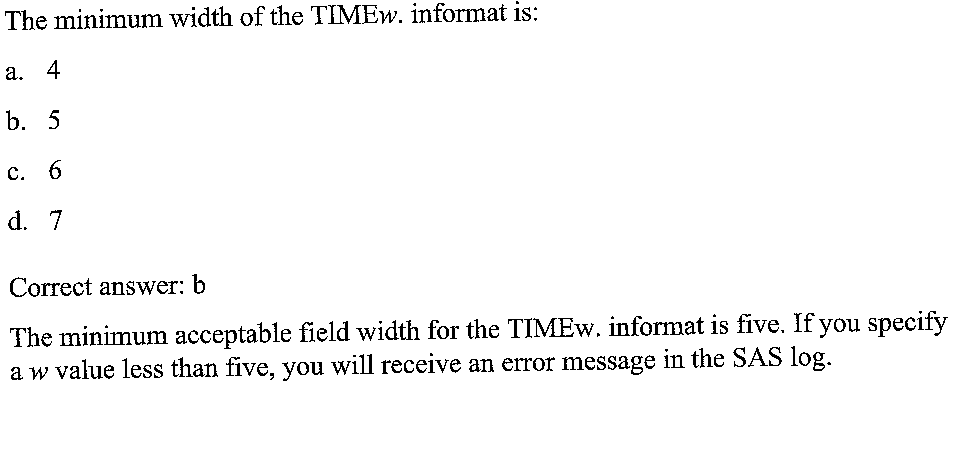 The minimum width of the TIMEw. informat is:
a. 4
b. 5
c. 6
d. 7
Correct answer: b
The minimum acceptable field width for the TIMEw. informat is five. If you specify
a w value less than five, you will receive an error message in the SAS log.